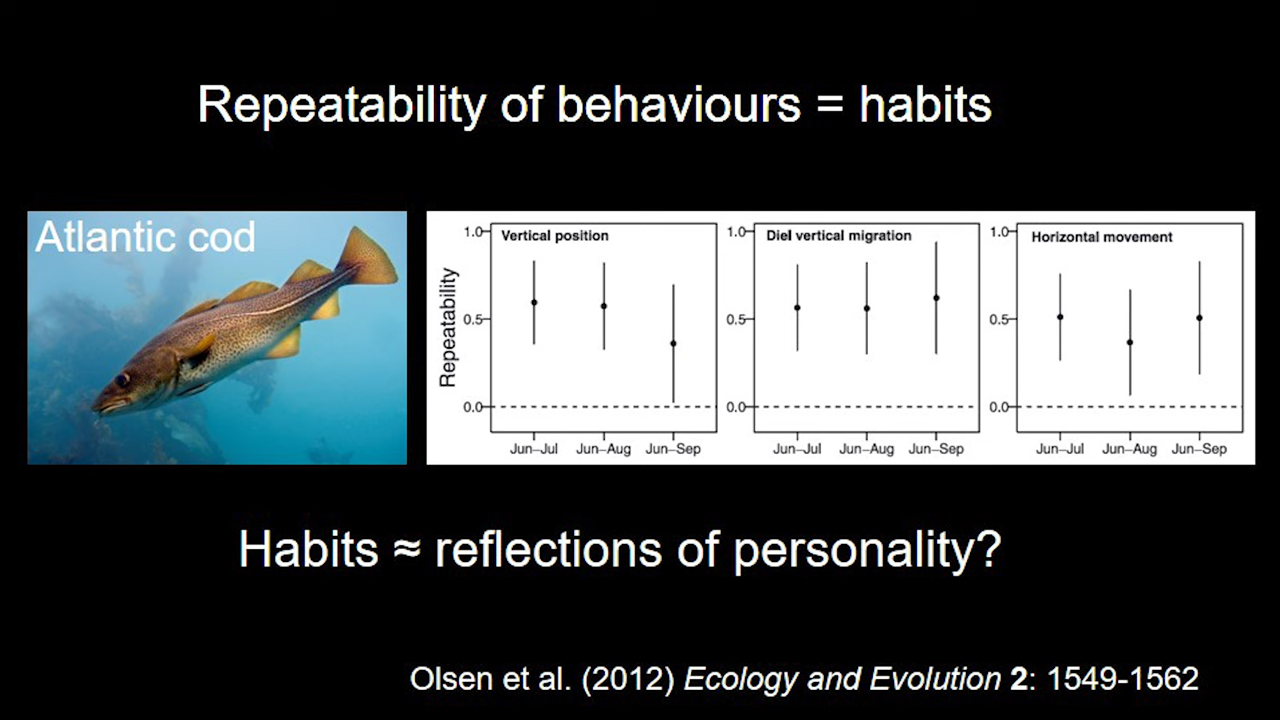 Repeatability of behaviours = habits
Atlantic cod
Repeatability
1.0
0.5
0.0
Vertical position
Jun–Jul Jun–Aug Jun–Sep
1.0
0.5
0.0
Diel vertical migration
Jun–Jul Jun–Aug Jun–Sep
1.0
0.5
0.0
Horizontal movement
Jun–Jul Jun–Aug Jun–Sep
Habits ≈ reflections of personality?
Olsen et al. (2012) Ecology and Evolution 2: 1549-1562